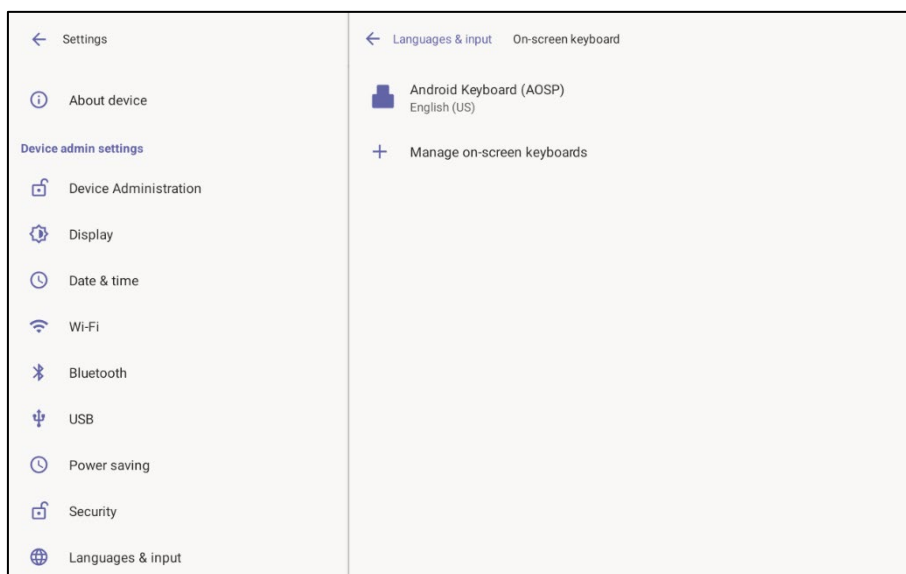 Settings
About device
Device admin settings
Device Administration
Display
Date & time
Wi-Fi
Bluetooth
USB
Power saving
Security
Languages & input
Languages & input On-screen keyboard
Android Keyboard (AOSP)
English (US)
Manage on-screen keyboards